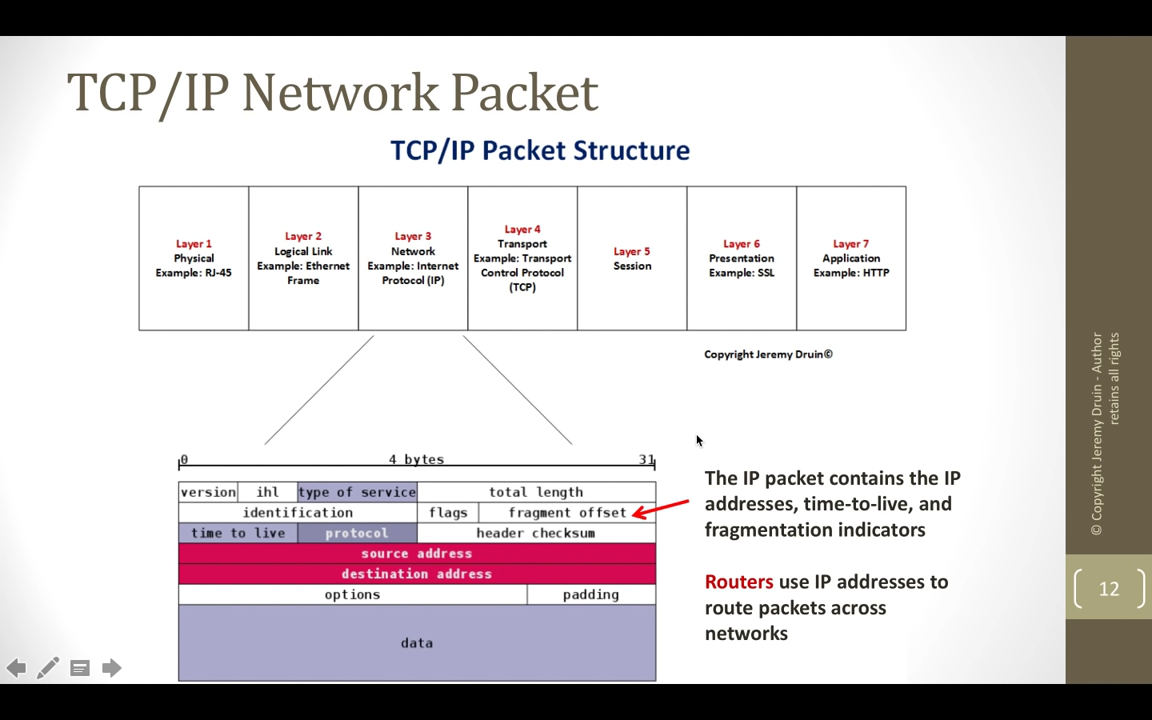 TCP/IP Network Packet
TCP/IP Packet Structure
Layer 1
Physical
Example: RJ-45
Layer 2
Logical Link
Example: Ethernet
Frame
Layer 3
Network
Example: Internet
Protocol (IP)
Layer 4
Transport
Example: Transport
Control Protocol
(TCP)
Layer 5
Session
Layer 6
Presentation
Example: SSL
Layer 7
Application
Example: HTTP
Copyright Jeremy Druin©
0 4 bytes 31
version ihl type of service total length
identification flags fragment offset
time to live protocol header checksum
source address
destination address
options padding
data
The IP packet contains the IP
addresses, time-to-live, and
fragmentation indicators
Routers use IP addresses to
route packets across
networks
© Copyright Jeremy Druin - Author
retains all rights
12